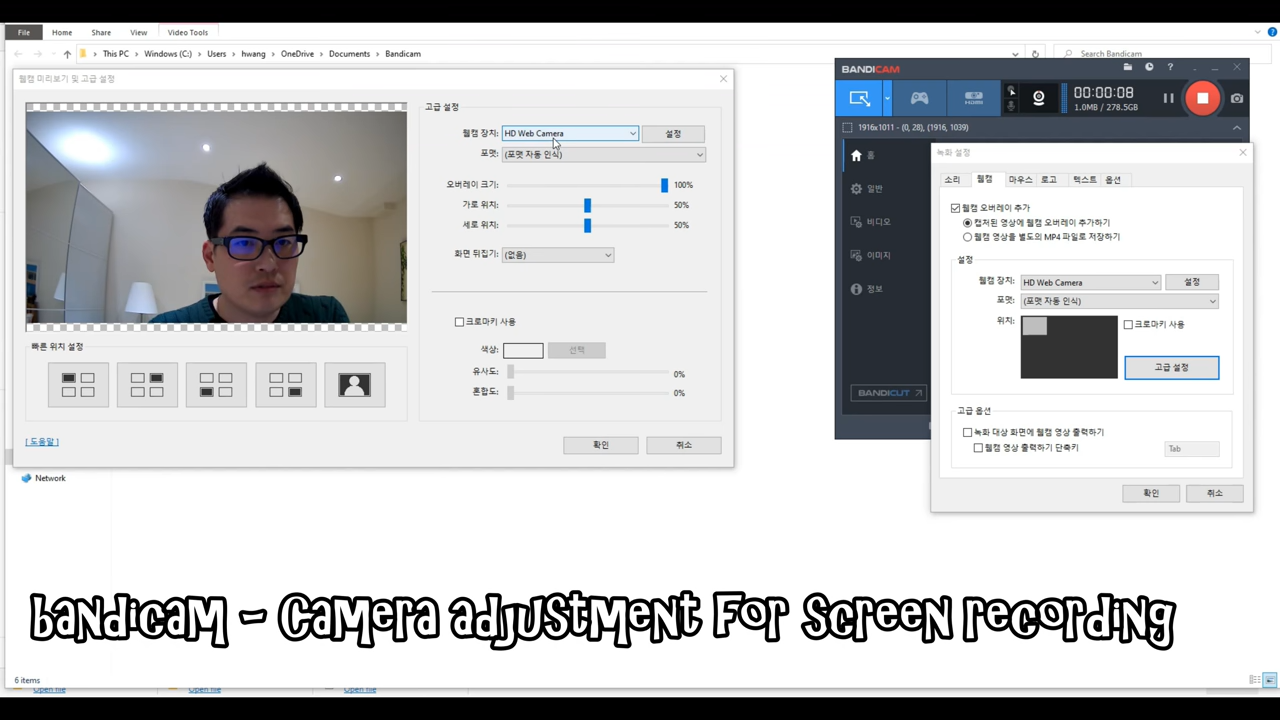 File Home Share View Video Tools
This PC Windows (C:) Users hwang OneDrive Documents Bandicam Search Bandicam
웹캠 미리보기 및 고급 설정
고급 설정
웹캠 장치: HD Web Camera 설정
포맷: (포맷 자동 인식)
오버레이 크기: 100%
가로 위치: 50%
세로 위치: 50%
화면 뒤집기: (없음)
크로마키 사용
색상: 선택
유사도: 0%
혼합도: 0%
빠른 위치 설정
[ 도움말 ]
확인 취소
Network
BANDICAM
00:00:08
1.0MB / 278.5GB
1916x1011 - (0, 28), (1916, 1039)
홈
일반
비디오
이미지
정보
BANDICUT
녹화 설정
소리 웹캠 마우스 로고 텍스트 옵션
웹캠 오버레이 추가
캡처된 영상에 웹캠 오버레이 추가하기
웹캠 영상을 별도의 MP4 파일로 저장하기
설정
웹캠 장치: HD Web Camera 설정
포맷: (포맷 자동 인식)
위치: 크로마키 사용
고급 설정
고급 옵션
녹화 대상 화면에 웹캠 영상 출력하기
웹캠 영상 출력하기 단축키 Tab
확인 취소
bandicam - Camera adjustment for screen recording
6 items
Open file Open file Open file